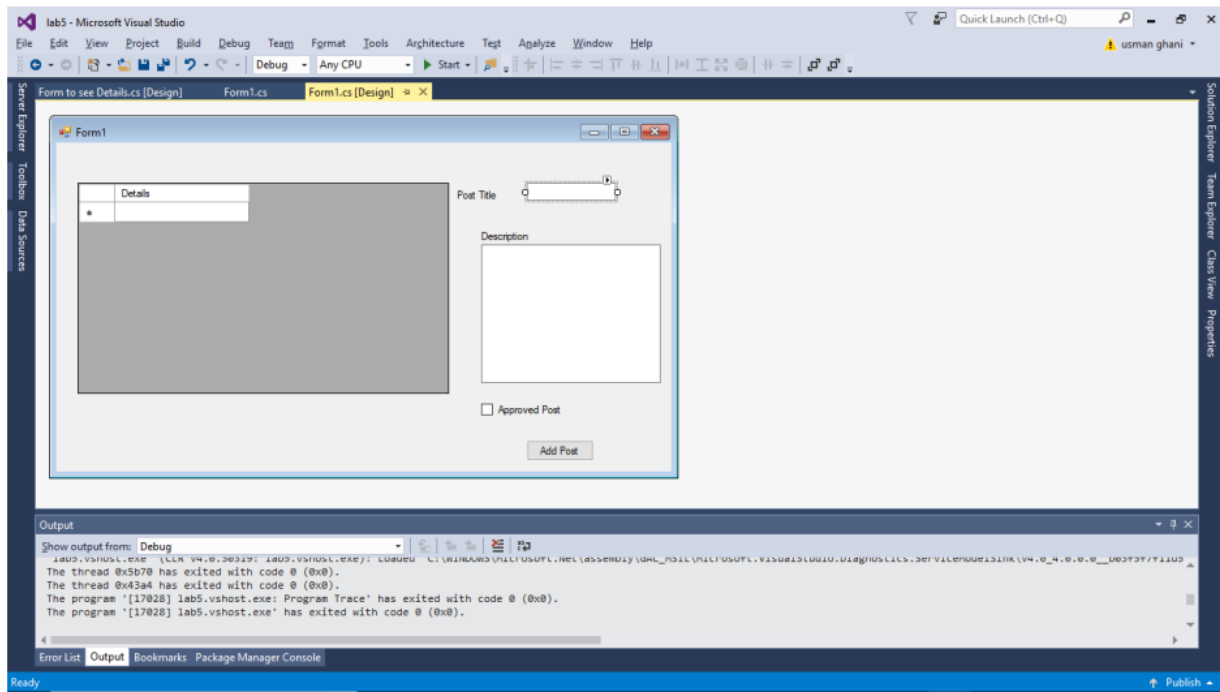 lab5 - Microsoft Visual Studio
Quick Launch (Ctrl+Q)
File Edit View Project Build Debug Team Format Tools Architecture Test Analyze Window Help
usman ghani
Debug Any CPU Start
Form to see Details.cs [Design] Form1.cs Form1.cs [Design]
Server Explorer
Toolbox
Data Sources
Form1
Details
Post Title
Description
Approved Post
Add Post
Solution Explorer
Team Explorer
Class View
Properties
Output
Show output from: Debug
The thread 0x5b70 has exited with code 0 (0x0).
The thread 0x43a4 has exited with code 0 (0x0).
The program '[17028] lab5.vshost.exe: Program Trace' has exited with code 0 (0x0).
The program '[17028] lab5.vshost.exe' has exited with code 0 (0x0).
Error List Output Bookmarks Package Manager Console
Ready
Publish